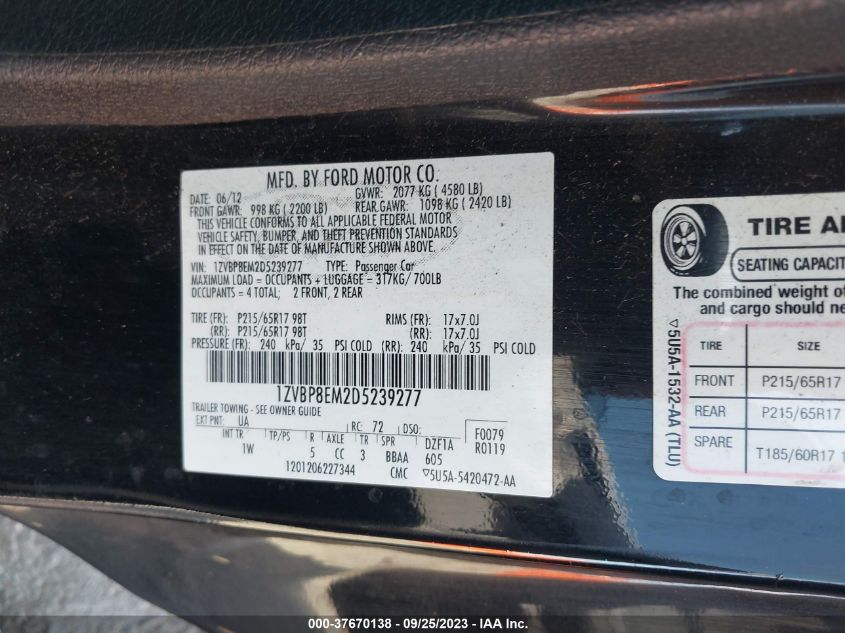 MFD. BY FORD MOTOR CO.
DATE: 06/12 GVWR: 2077 KG ( 4580 LB)
FRONT GAWR: 998 KG ( 2200 LB) REAR GAWR: 1098 KG ( 2420 LB)
THIS VEHICLE CONFORMS TO ALL APPLICABLE FEDERAL MOTOR
VEHICLE SAFETY, BUMPER, AND THEFT PREVENTION STANDARDS
IN EFFECT ON THE DATE OF MANUFACTURE SHOWN ABOVE.
VIN: 1ZVBP8EM2D5239277 TYPE: Passenger Car
MAXIMUM LOAD = OCCUPANTS + LUGGAGE = 317KG/ 700LB
OCCUPANTS = 4 TOTAL; 2 FRONT, 2 REAR
TIRE (FR): P215/65R17 98T RIMS (FR): 17x7.0J
(RR): P215/65R17 98T (RR): 17x7.0J
PRESSURE (FR): 240 kPa/ 35 PSI COLD (RR): 240 kPa/ 35 PSI COLD
1ZVBP8EM2D5239277
TRAILER TOWING - SEE OWNER GUIDE
EXT PNT: UA RC: 72 DSO: F0079
INT TR TP/PS R AXLE TR SPR DZF1A R0119
1W 5 CC 3 BBAA 605
1201206227344 CMC ▽5U5A-5420472-AA
TIRE A
SEATING CAPACIT
The combined weight of
and cargo should ne
▽5U5A-1532-AA (TLU)
TIRE SIZE
FRONT P215/65R17
REAR P215/65R17
SPARE T185/60R17 1
000-37670138 - 09/25/2023 - IAA Inc.